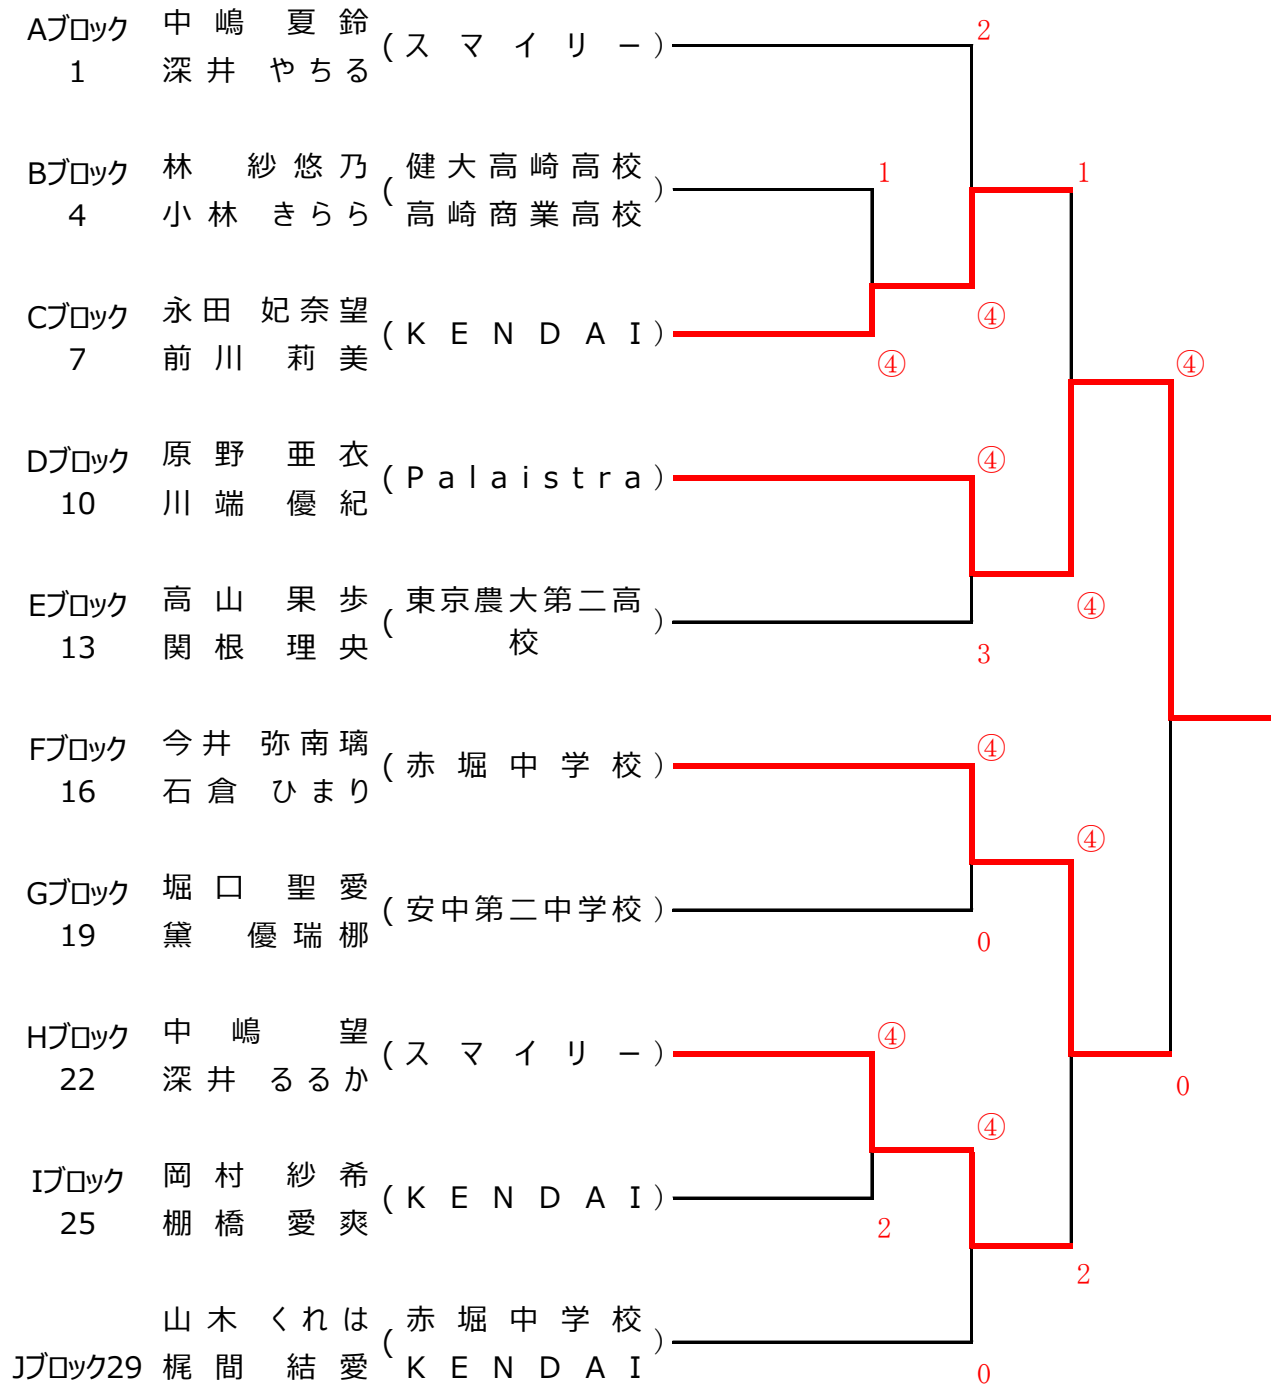 Aブロック 中嶋 夏鈴 2
(スマイリー)
1 深井 やちる
Bブロック 林 紗悠乃 健大高崎高校 1 1
( )
4 小林 きらら 高崎商業高校
Cブロック 永田 妃奈望 ④
(KENDAI)
7 前川 莉美 ④ ④
Dブロック 原野 亜衣 ④
(Palaistra)
10 川端 優紀
Eブロック 高山 果歩 東京農大第二高 ④
( )
13 関根 理央 校 3
Fブロック 今井 弥南璃 ④
(赤堀中学校)
16 石倉 ひまり
④
Gブロック 堀口 聖愛
(安中第二中学校)
19 黛 優瑞梛 0
Hブロック 中嶋 望 ④
(スマイリー)
22 深井 るるか 0
④
Iブロック 岡村 紗希
(KENDAI)
25 棚橋 愛爽 2
2
山木 くれは 赤堀中学校
( )
Jブロック29 梶間 結愛 KENDAI 0